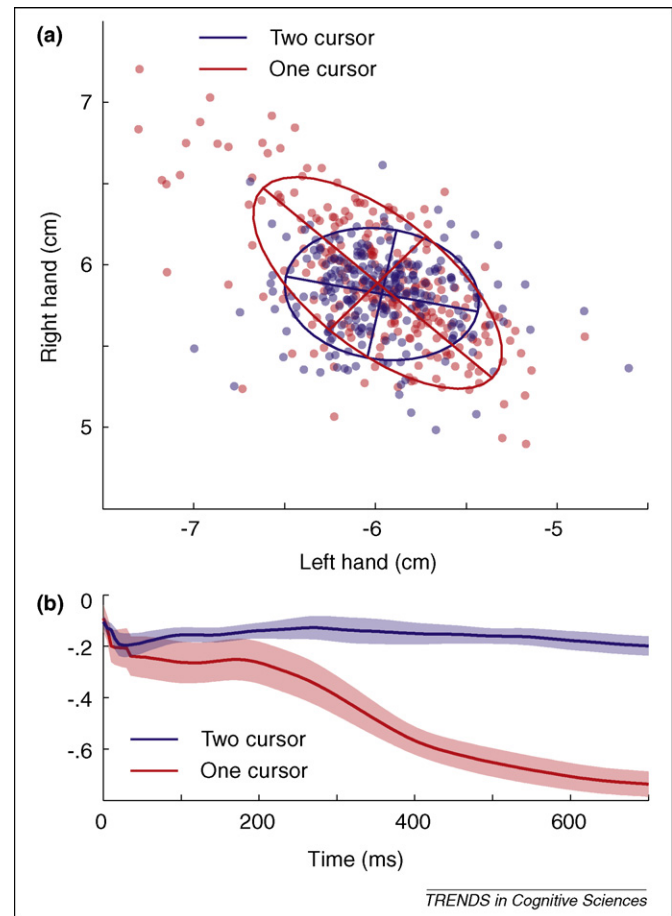 (a)
Two cursor
One cursor
7
6
5
Right hand (cm)
-7
-6
-5
Left hand (cm)
(b)
0
-.2
-.4
-.6
Two cursor
One cursor
0
200
400
600
Time (ms)
TRENDS in Cognitive Sciences